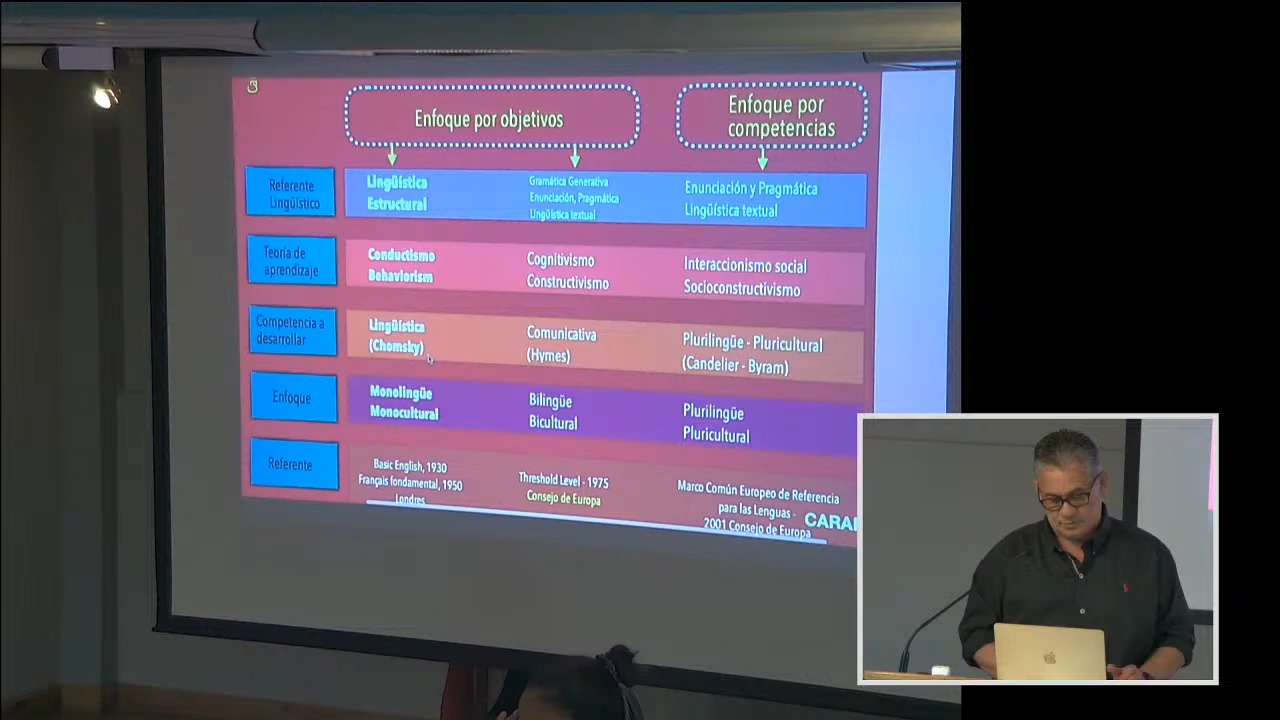 Enfoque por objetivos
Enfoque por
competencias
Referente
Lingüístico
Lingüística
Estructural
Gramática Generativa
Enunciación, Pragmática
Lingüística textual
Enunciación y Pragmática
Lingüística textual
Teoría de
aprendizaje
Conductismo
Behaviorism
Cognitivismo
Constructivismo
Interaccionismo social
Socioconstructivismo
Competencia a
desarrollar
Lingüística
(Chomsky)
Comunicativa
(Hymes)
Plurilingüe - Pluricultural
(Candelier - Byram)
Enfoque
Monolingüe
Monocultural
Bilingüe
Bicultural
Plurilingüe
Pluricultural
Referente
Basic English, 1930
Français fondamental, 1950
Londres
Threshold Level - 1975
Consejo de Europa
Marco Común Europeo de Referencia
para las Lenguas -
2001 Consejo de Europa